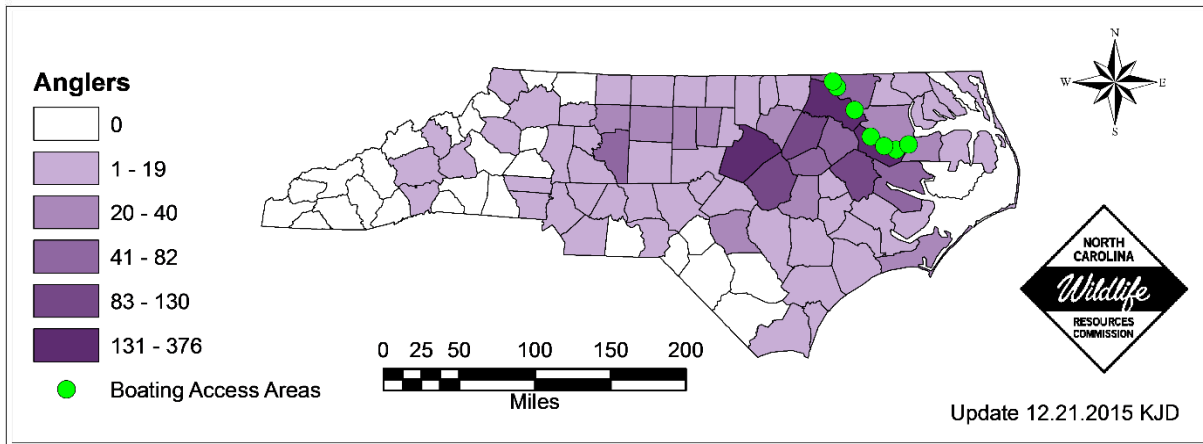 Anglers
0
1 - 19
20 - 40
41 - 82
83 - 130
131 - 376
Boating Access Areas
0 25 50 100 150 200
Miles
N
W E
S
NORTH
CAROLINA
Wildlife
RESOURCES
COMMISSION
Update 12.21.2015 KJD